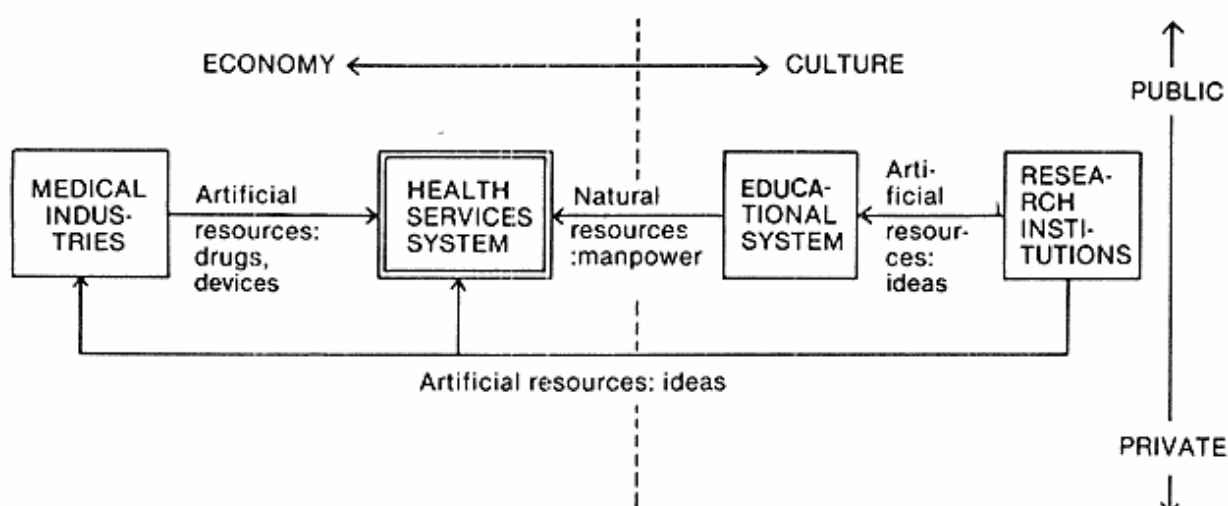 ECONOMY
CULTURE
PUBLIC
MEDICAL
INDUS-
TRIES
Artificial
resources:
drugs,
devices
HEALTH
SERVICES
SYSTEM
Natural
resources
:manpower
EDUCA-
TIONAL
SYSTEM
Arti-
ficial
resour-
ces:
ideas
RESEA-
RCH
INSTI-
TUTIONS
Artificial resources: ideas
PRIVATE